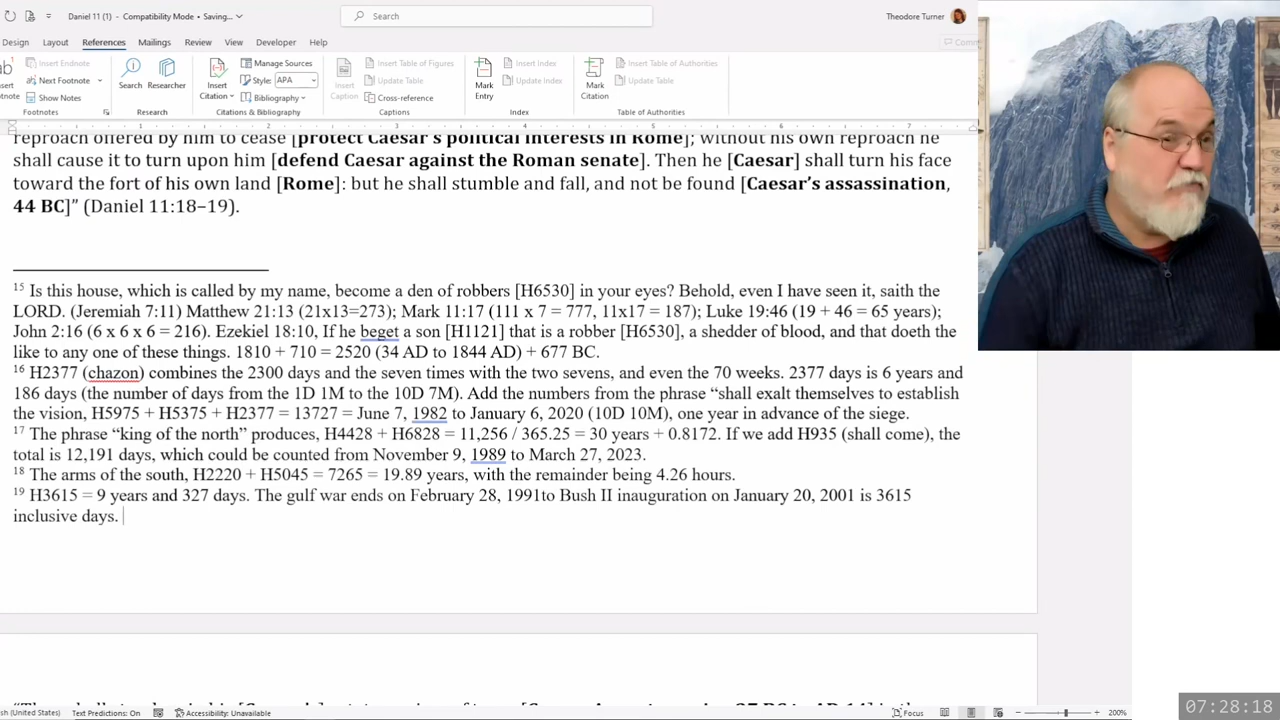 Daniel 11 (1) - Compatibility Mode • Saving...
Search
Theodore Turner
Design Layout References Mailings Review View Developer Help
Insert Endnote
Next Footnote
Show Notes
Footnotes
Search
Researcher
Research
Insert Citation
Manage Sources
Style: APA
Bibliography
Citations & Bibliography
Insert Caption
Insert Table of Figures
Update Table
Cross-reference
Captions
Mark Entry
Insert Index
Update Index
Index
Mark Citation
Insert Table of Authorities
Update Table
Table of Authorities
reproach offered by him to cease [protect Caesar's political interests in Rome]; without his own reproach he
shall cause it to turn upon him [defend Caesar against the Roman senate]. Then he [Caesar] shall turn his face
toward the fort of his own land [Rome]: but he shall stumble and fall, and not be found [Caesar's assassination,
44 BC]” (Daniel 11:18–19).
15 Is this house, which is called by my name, become a den of robbers [H6530] in your eyes? Behold, even I have seen it, saith the
LORD. (Jeremiah 7:11) Matthew 21:13 (21x13=273); Mark 11:17 (111 x 7 = 777, 11x17 = 187); Luke 19:46 (19 + 46 = 65 years);
John 2:16 (6 x 6 x 6 = 216). Ezekiel 18:10, If he beget a son [H1121] that is a robber [H6530], a shedder of blood, and that doeth the
like to any one of these things. 1810 + 710 = 2520 (34 AD to 1844 AD) + 677 BC.
16 H2377 (chazon) combines the 2300 days and the seven times with the two sevens, and even the 70 weeks. 2377 days is 6 years and
186 days (the number of days from the 1D 1M to the 10D 7M). Add the numbers from the phrase “shall exalt themselves to establish
the vision, H5975 + H5375 + H2377 = 13727 = June 7, 1982 to January 6, 2020 (10D 10M), one year in advance of the siege.
17 The phrase “king of the north” produces, H4428 + H6828 = 11,256 / 365.25 = 30 years + 0.8172. If we add H935 (shall come), the
total is 12,191 days, which could be counted from November 9, 1989 to March 27, 2023.
18 The arms of the south, H2220 + H5045 = 7265 = 19.89 years, with the remainder being 4.26 hours.
19 H3615 = 9 years and 327 days. The gulf war ends on February 28, 1991to Bush II inauguration on January 20, 2001 is 3615
inclusive days.
(United States) Text Predictions: On Accessibility: Unavailable Focus 200%
07:28:18